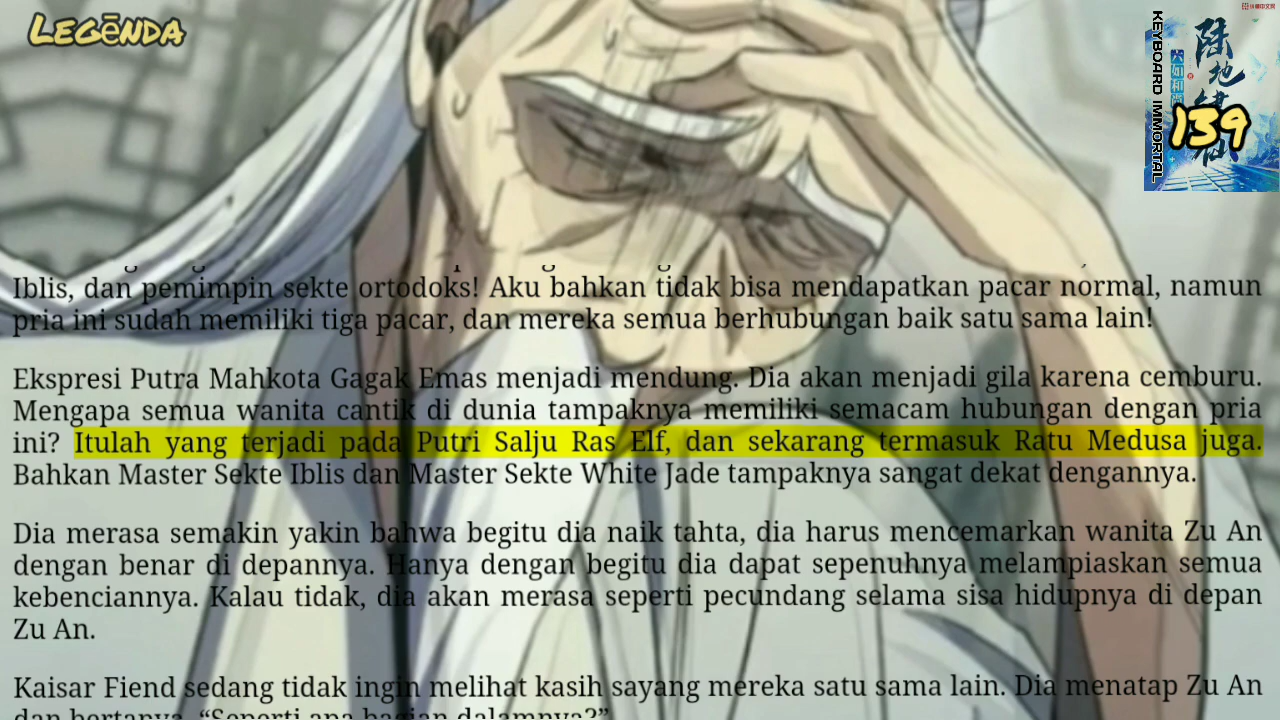 LEGĒNDA
KEYBOARD IMMORTAL
139
Iblis, dan pemimpin sekte ortodoks! Aku bahkan tidak bisa mendapatkan pacar normal, namun
pria ini sudah memiliki tiga pacar, dan mereka semua berhubungan baik satu sama lain!
Ekspresi Putra Mahkota Gagak Emas menjadi mendung. Dia akan menjadi gila karena cemburu.
Mengapa semua wanita cantik di dunia tampaknya memiliki semacam hubungan dengan pria
ini? Itulah yang terjadi pada Putri Salju Ras Elf, dan sekarang termasuk Ratu Medusa juga.
Bahkan Master Sekte Iblis dan Master Sekte White Jade tampaknya sangat dekat dengannya.
Dia merasa semakin yakin bahwa begitu dia naik tahta, dia harus mencemarkan wanita Zu An
dengan benar di depannya. Hanya dengan begitu dia dapat sepenuhnya melampiaskan semua
kebenciannya. Kalau tidak, dia akan merasa seperti pecundang selama sisa hidupnya di depan
Zu An.
Kaisar Fiend sedang tidak ingin melihat kasih sayang mereka satu sama lain. Dia menatap Zu An
dan bertanya, “Seperti apa bagian dalamnya?”